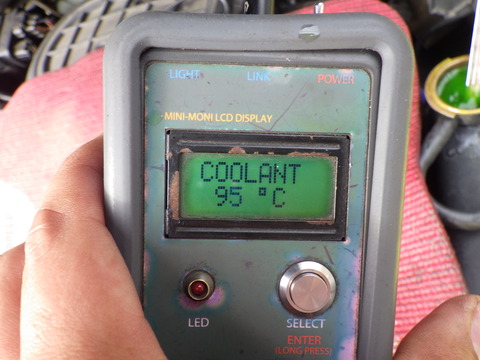 LIGHT LINK POWER
MINI-MONI LCD DISPLAY
COOLANT
95 °C
LED SELECT
ENTER
(LONG PRESS)